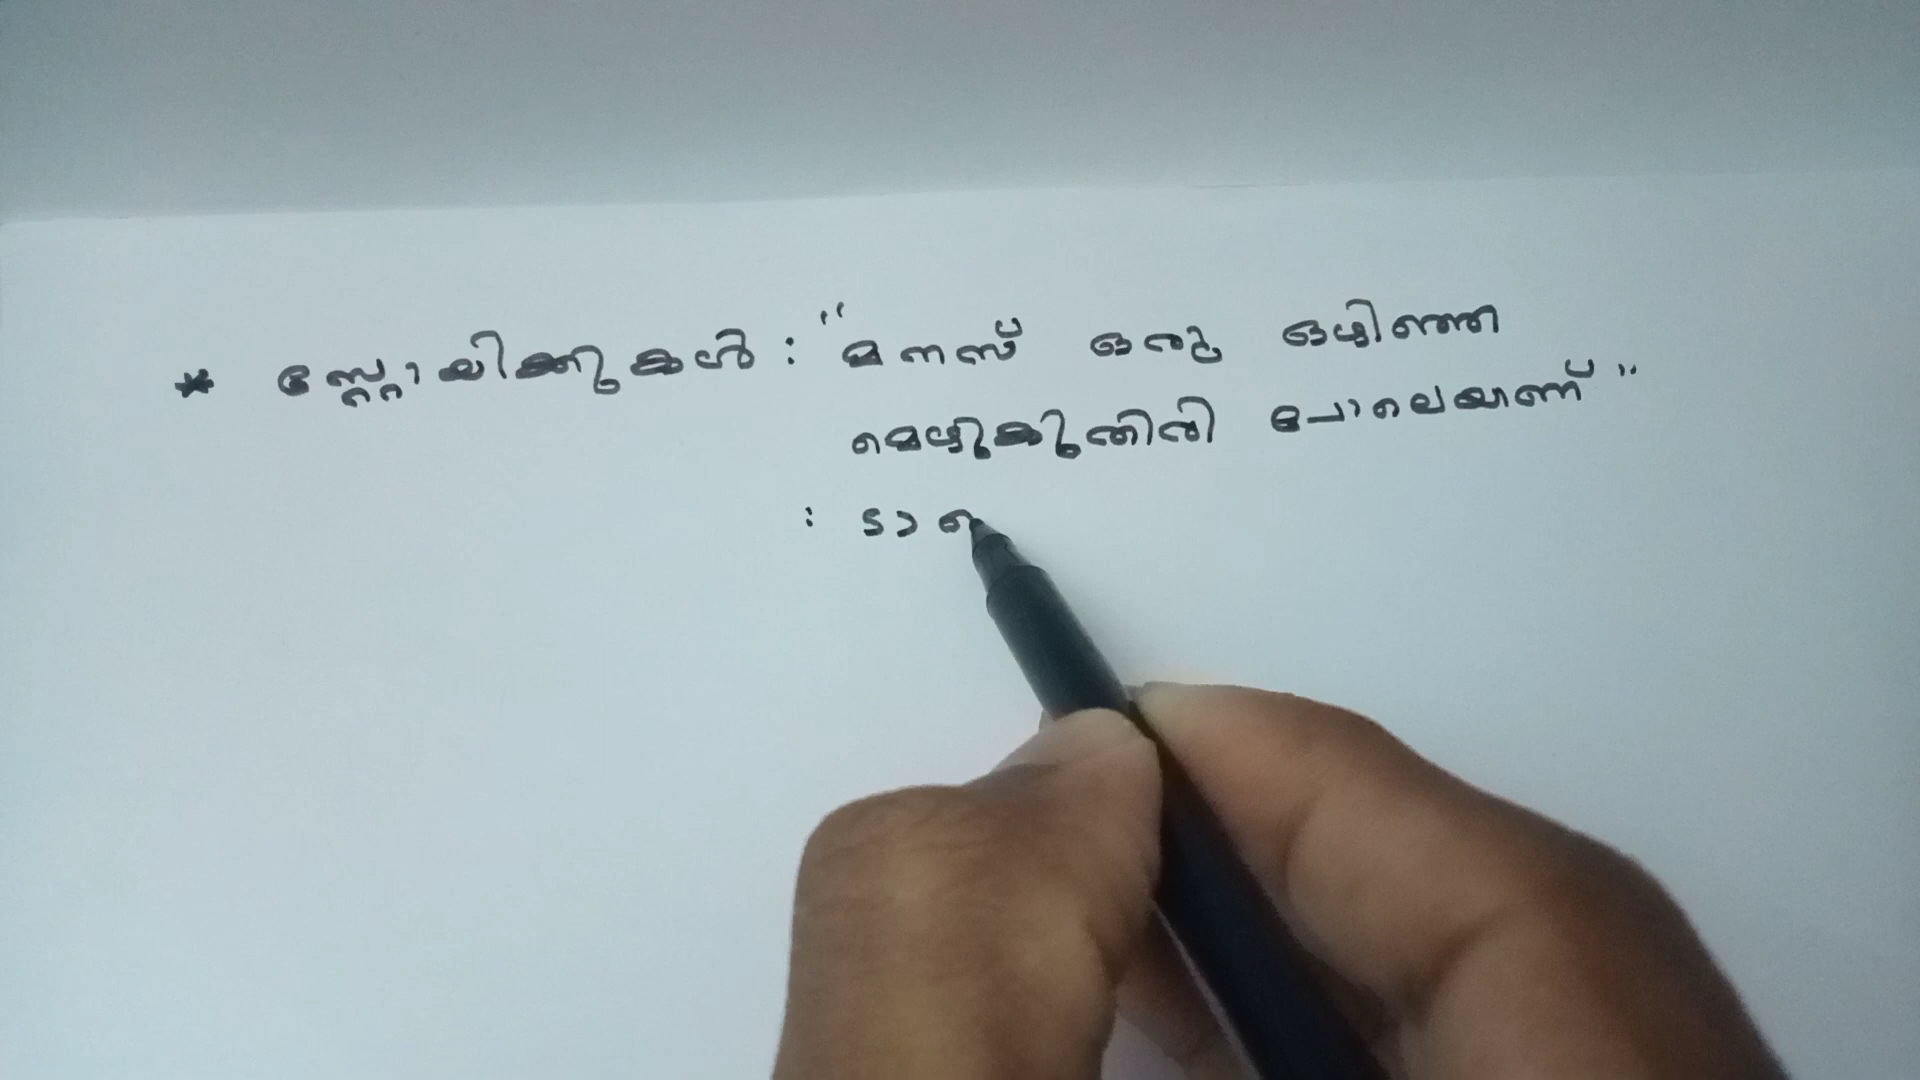 * സ്റ്റോയിക്കുകൾ : "മനസ് ഒരു ഒഴിഞ്ഞ
മെഴുകുതിരി പോലെയാണ്"
: ടാ